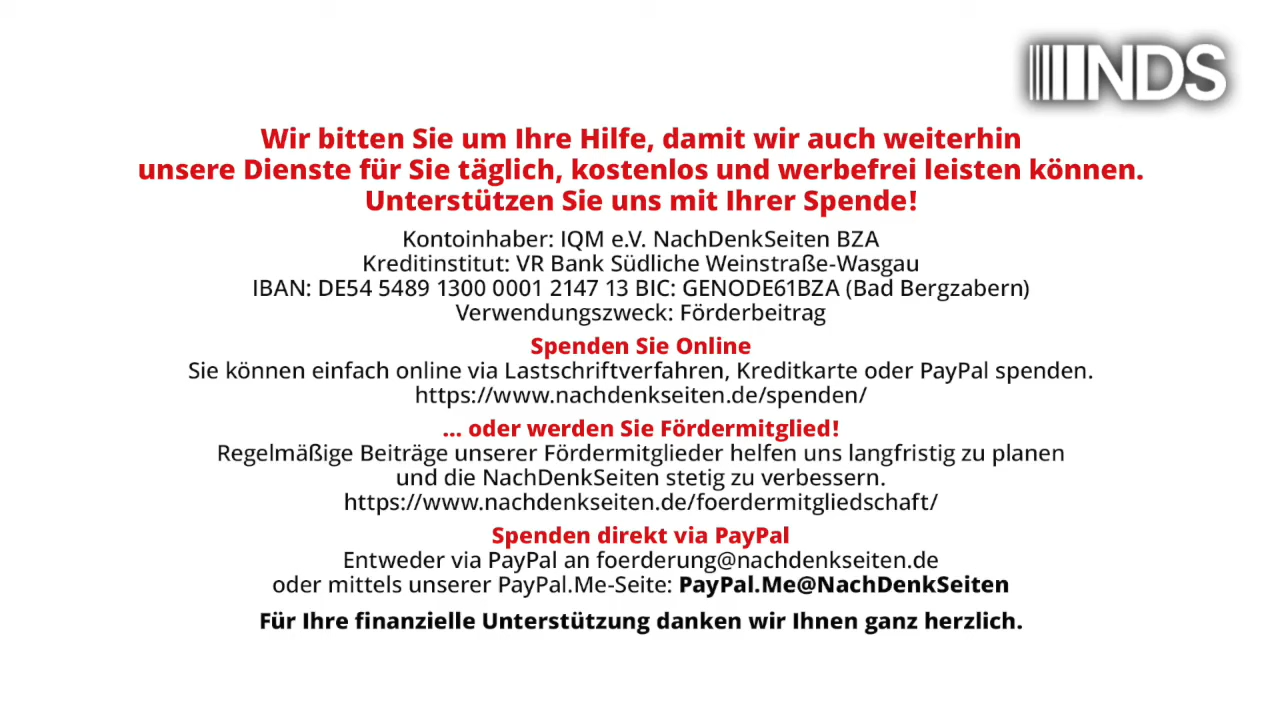 NDS
Wir bitten Sie um Ihre Hilfe, damit wir auch weiterhin
unsere Dienste für Sie täglich, kostenlos und werbefrei leisten können.
Unterstützen Sie uns mit Ihrer Spende!
Kontoinhaber: IQM e.V. NachDenkSeiten BZA
Kreditinstitut: VR Bank Südliche Weinstraße-Wasgau
IBAN: DE54 5489 1300 0001 2147 13 BIC: GENODE61BZA (Bad Bergzabern)
Verwendungszweck: Förderbeitrag
Spenden Sie Online
Sie können einfach online via Lastschriftverfahren, Kreditkarte oder PayPal spenden.
https://www.nachdenkseiten.de/spenden/
... oder werden Sie Fördermitglied!
Regelmäßige Beiträge unserer Fördermitglieder helfen uns langfristig zu planen
und die NachDenkSeiten stetig zu verbessern.
https://www.nachdenkseiten.de/foerdermitgliedschaft/
Spenden direkt via PayPal
Entweder via PayPal an foerderung@nachdenkseiten.de
oder mittels unserer PayPal.Me-Seite: PayPal.Me@NachDenkSeiten
Für Ihre finanzielle Unterstützung danken wir Ihnen ganz herzlich.